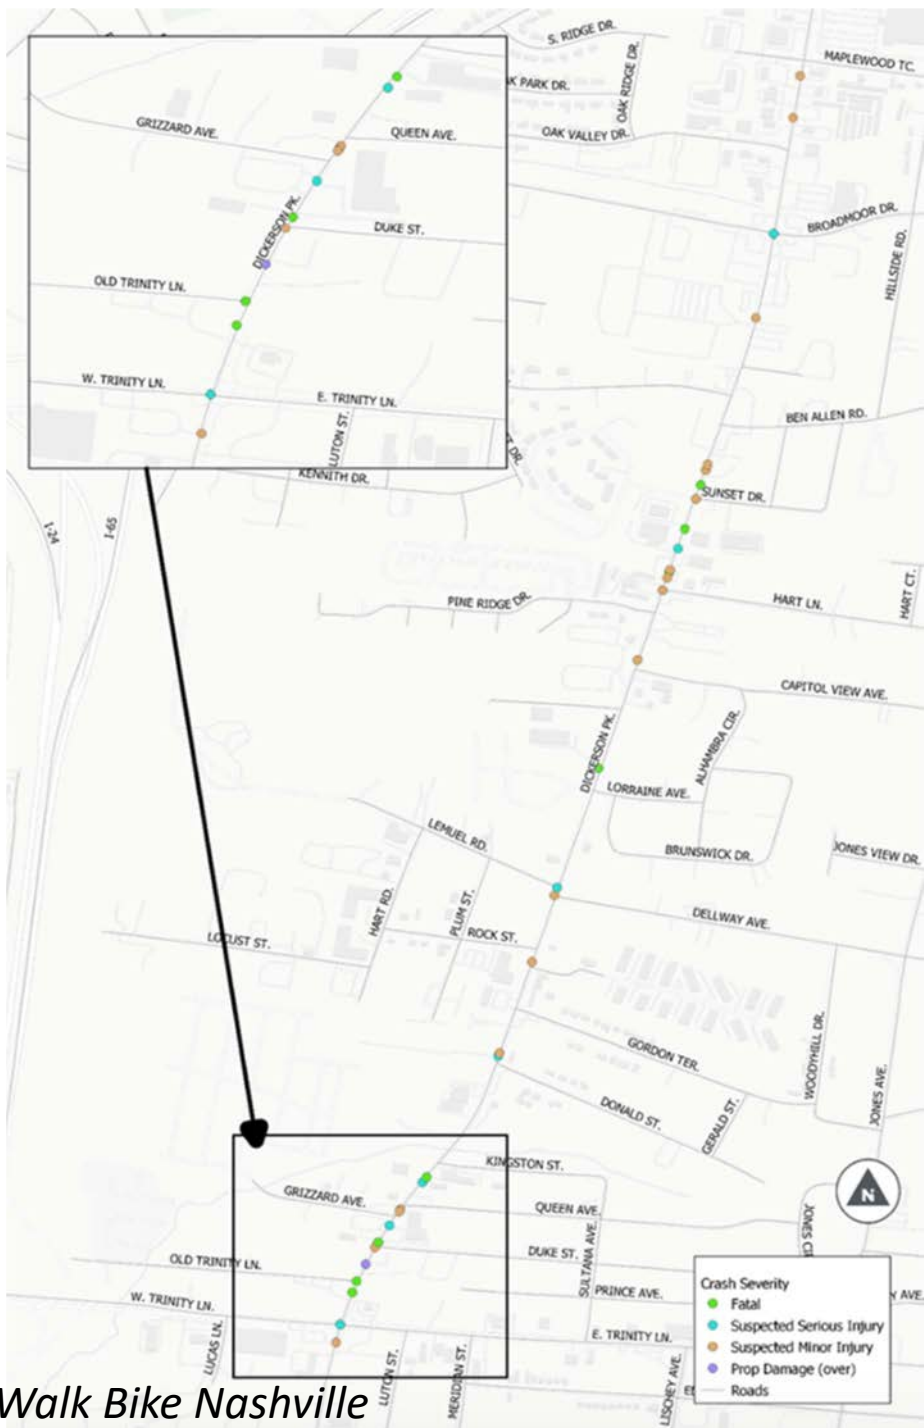 S. RIDGE DR.
MAPLEWOOD TC.
OAK RIDGE DR.
PARK DR.
OAK VALLEY DR.
GRIZZARD AVE.
QUEEN AVE.
BROADMOOR DR.
DICKERSON PK.
DUKE ST.
HILLSIDE RD.
OLD TRINITY LN.
W. TRINITY LN.
E. TRINITY LN.
BEN ALLEN RD.
LUTON ST.
DR.
KENNITH DR.
SUNSET DR.
I-24
I-65
PINE RIDGE DR.
HART LN.
HART CT.
CAPITOL VIEW AVE.
DICKERSON PK.
ALHAMBRA CIR.
LORRAINE AVE.
LEMUEL RD.
BRUNSWICK DR.
JONES VIEW DR.
HART RD.
PLUM ST.
DELLWAY AVE.
LOCUST ST.
ROCK ST.
GORDON TER.
WOODYHILL DR.
JONES AVE.
DONALD ST.
GERALD ST.
KINGSTON ST.
N
GRIZZARD AVE.
QUEEN AVE.
SULTANA AVE.
DUKE ST.
OLD TRINITY LN.
PRINCE AVE.
AVE.
W. TRINITY LN.
E. TRINITY LN.
LUCAS LN.
LUTON ST.
MERIDIAN ST.
LISCHEY AVE.
Crash Severity
Fatal
Suspected Serious Injury
Suspected Minor Injury
Prop Damage (over)
Roads
Walk Bike Nashville